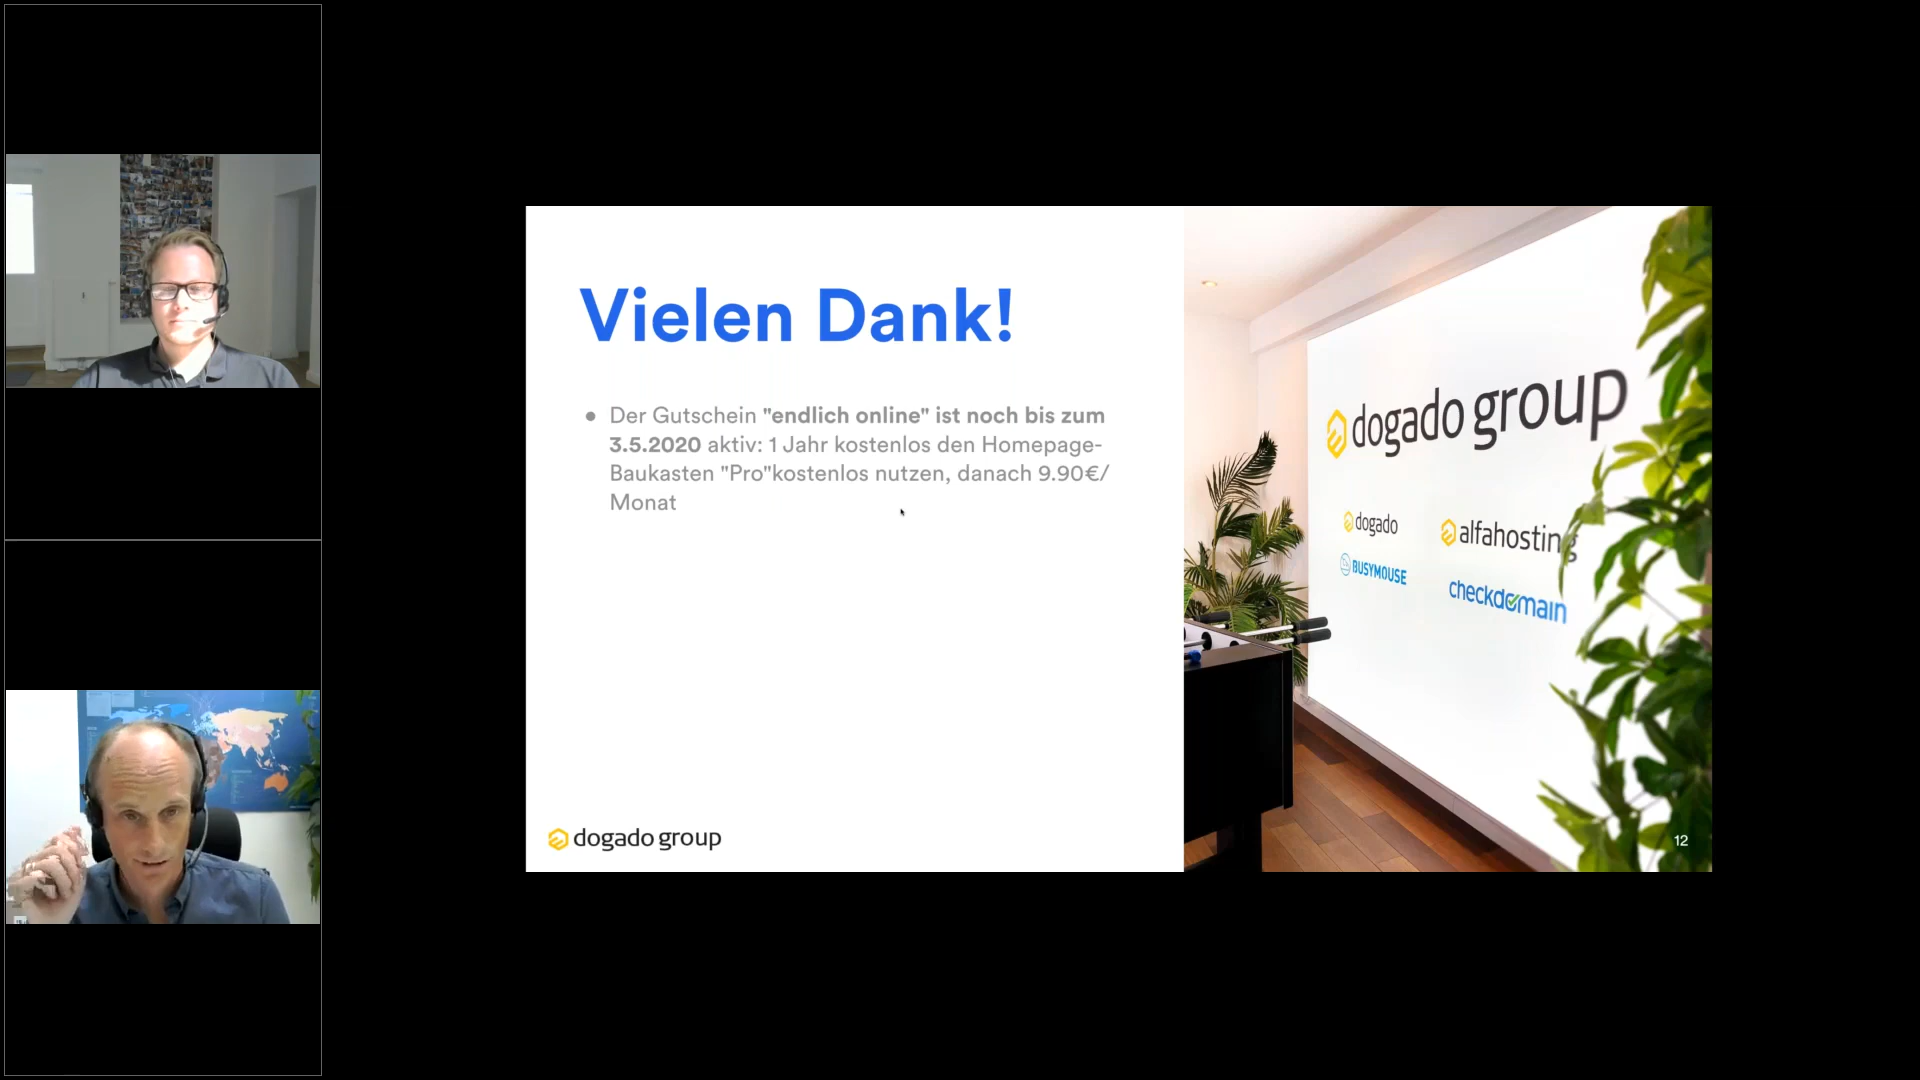 Vielen Dank!
● Der Gutschein "endlich online" ist noch bis zum
3.5.2020 aktiv: 1 Jahr kostenlos den Homepage-
Baukasten "Pro"kostenlos nutzen, danach 9.90€/
Monat
dogado group
dogado group
dogado
alfahosting
BUSYMOUSE
checkdomain
12